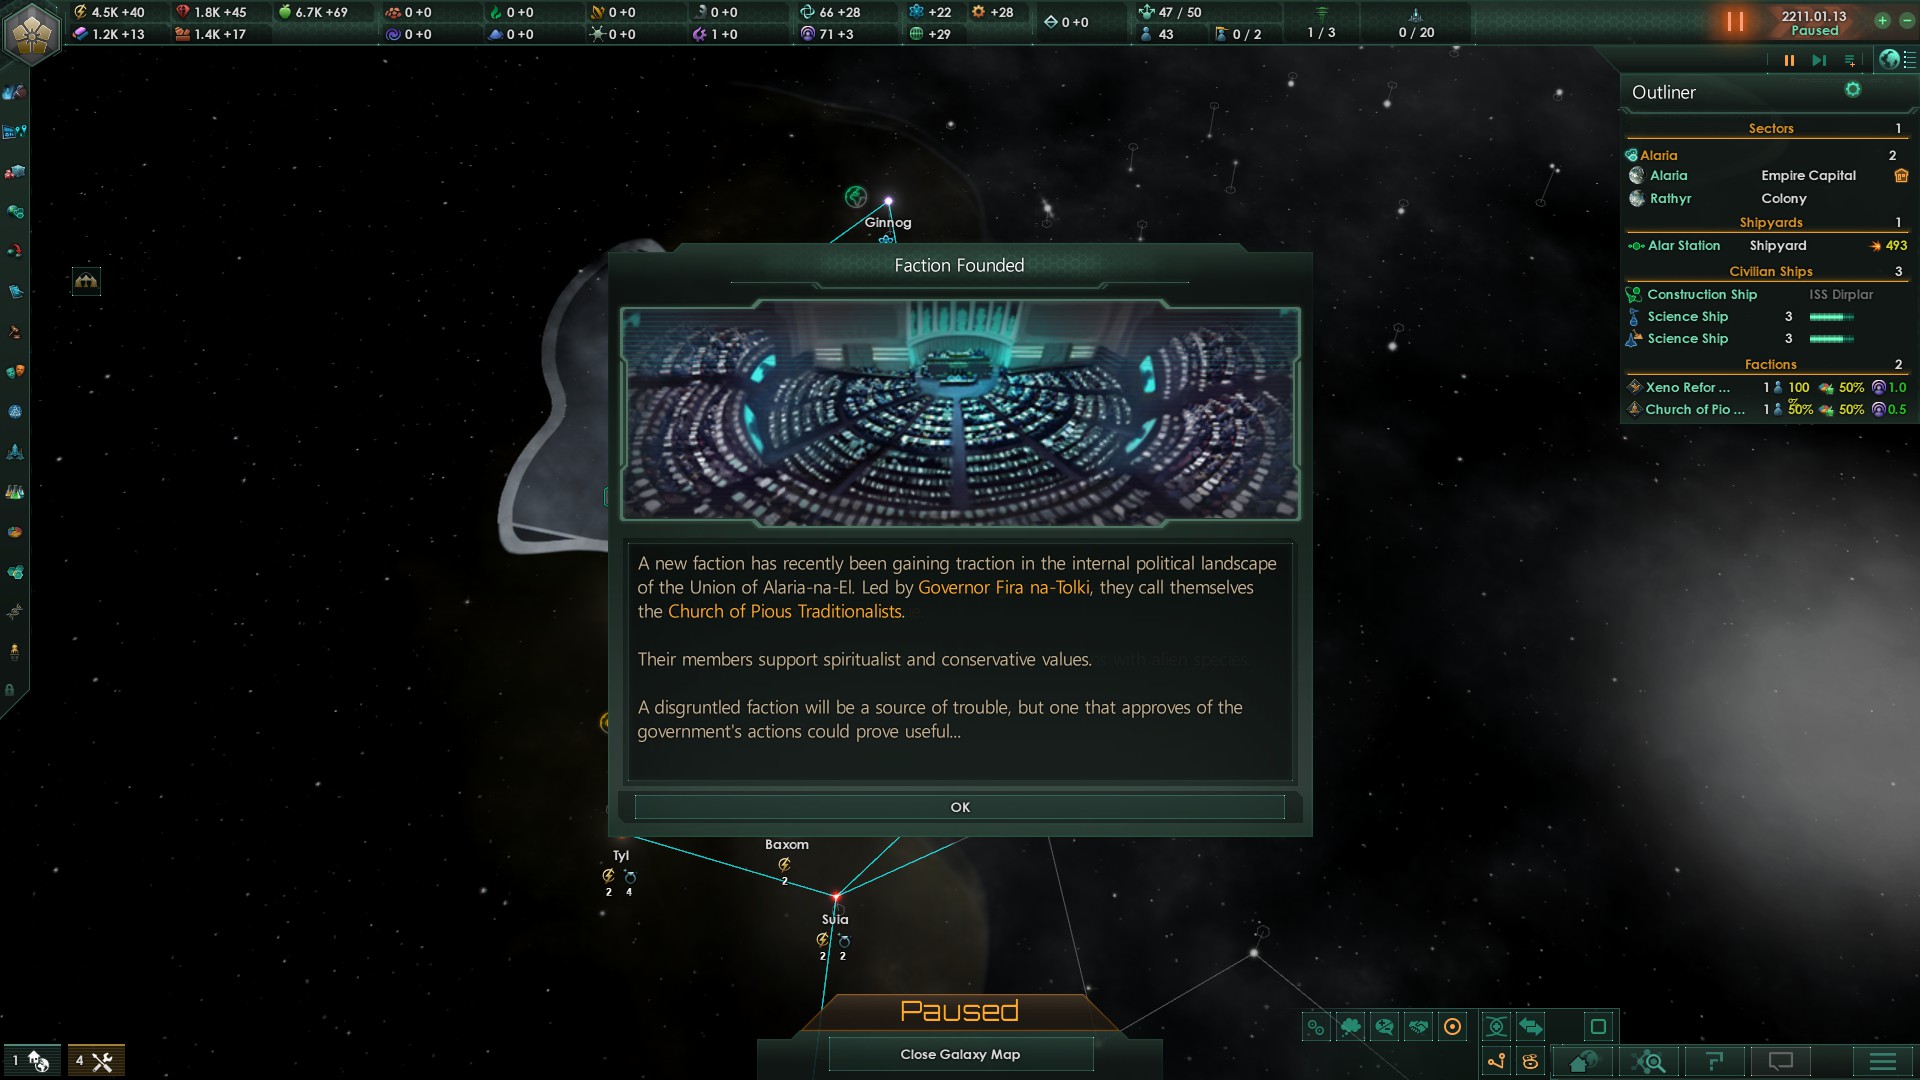 4.5K +40
1.8K +45
6.7K +69
0 +0
0 +0
0 +0
0 +0
66 +28
+22
+28
0 +0
47 / 50
1.2K +13
1.4K +17
0 +0
0 +0
0 +0
1 +0
71 +3
+29
43
0 / 2
1 / 3
0 / 20
2211.01.13
Paused
Outliner
Sectors 1
Alaria 2
Alaria Empire Capital
Rathyr Colony
Shipyards 1
Alar Station Shipyard 493
Civilian Ships 3
Construction Ship ISS Dirplar
Science Ship 3
Science Ship 3
Factions 2
Xeno Refor ... 1 100 50% 1.0
Church of Pio ... 1 50% 50% 0.5
Ginnog
Faction Founded
A new faction has recently been gaining traction in the internal political landscape
of the Union of Alaria-na-El. Led by Governor Fira na-Tolki, they call themselves
the Church of Pious Traditionalists.
Their members support spiritualist and conservative values.
A disgruntled faction will be a source of trouble, but one that approves of the
government's actions could prove useful...
OK
Tyl
2 4
Baxom
2
Suia
2 2
Paused
Close Galaxy Map
1
4